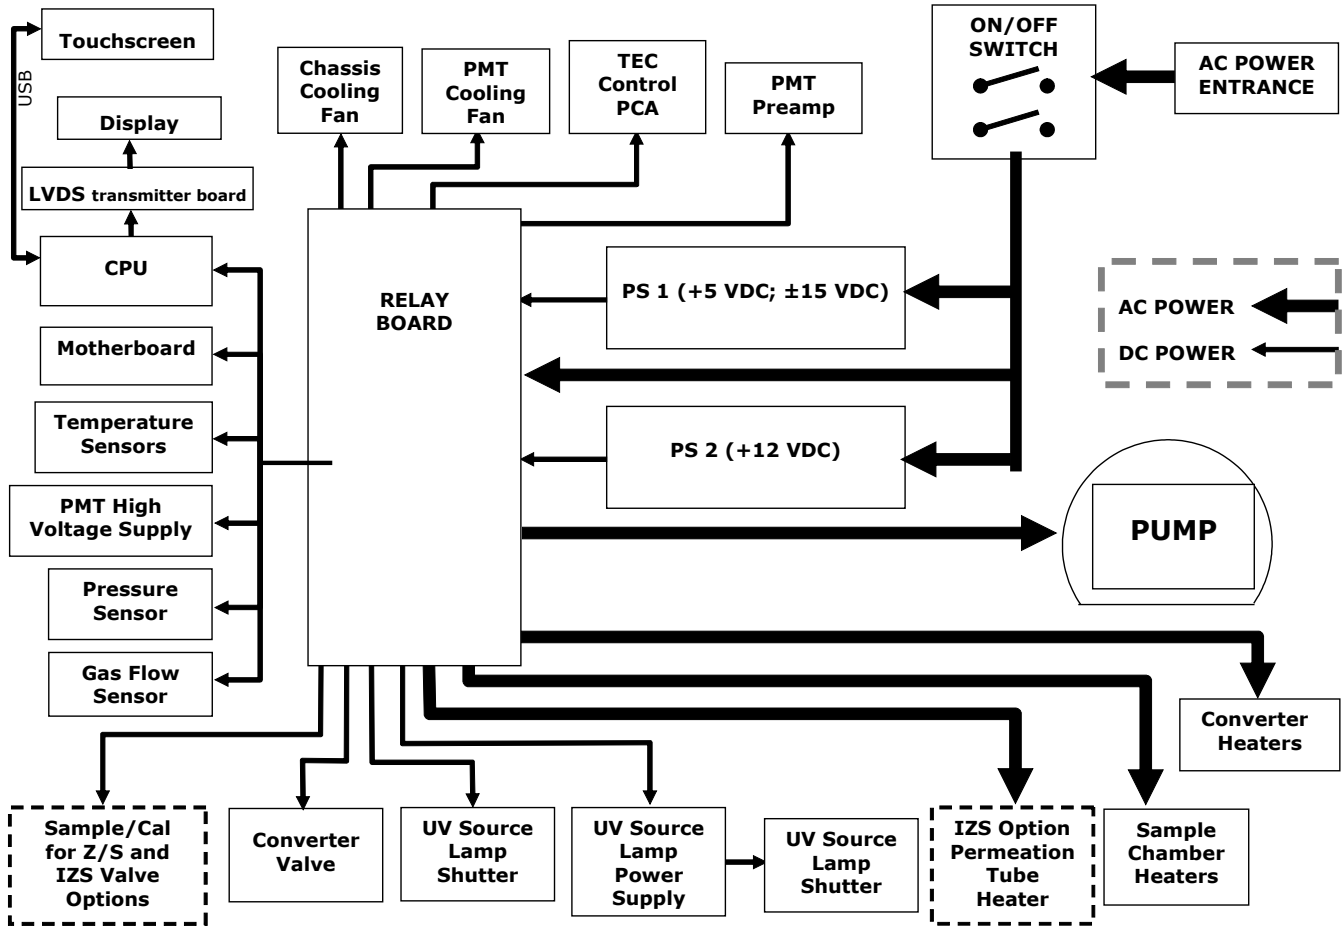 Touchscreen
USB
Display
LVDS transmitter board
CPU
Chassis
Cooling
Fan
PMT
Cooling
Fan
TEC
Control
PCA
PMT
Preamp
ON/OFF
SWITCH
AC POWER
ENTRANCE
RELAY
BOARD
PS 1 (+5 VDC; ±15 VDC)
AC POWER
DC POWER
Motherboard
Temperature
Sensors
PS 2 (+12 VDC)
PMT High
Voltage Supply
PUMP
Pressure
Sensor
Gas Flow
Sensor
Converter
Heaters
Sample/Cal
for Z/S and
IZS Valve
Options
Converter
Valve
UV Source
Lamp
Shutter
UV Source
Lamp
Power
Supply
UV Source
Lamp
Shutter
IZS Option
Permeation
Tube
Heater
Sample
Chamber
Heaters